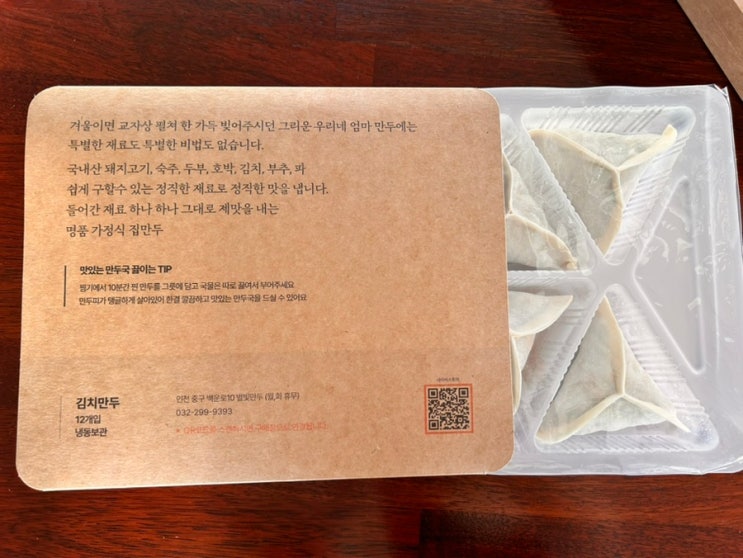 겨울이면 교자상 펼쳐 한 가득 빚어주시던 그리운 우리네 엄마 만두에는
특별한 재료도 특별한 비법도 없습니다.
국내산 돼지고기, 숙주, 두부, 호박, 김치, 부추, 파
쉽게 구할수 있는 정직한 재료로 정직한 맛을 냅니다.
들어간 재료 하나 하나 그대로 제맛을 내는
명품 가정식 집만두
맛있는 만두국 끓이는 TIP
찜기에서 10분간 찐 만두를 그릇에 담고 국물은 따로 끓여서 부어주세요
만두피가 탱글하게 살아있어 한결 깔끔하고 맛있는 만두국을 드실 수 있어요
네이버스토어
김치만두
12개입
냉동보관
인천 중구 백운로10 별빛만두 (월,화 휴무)
032-299-9393